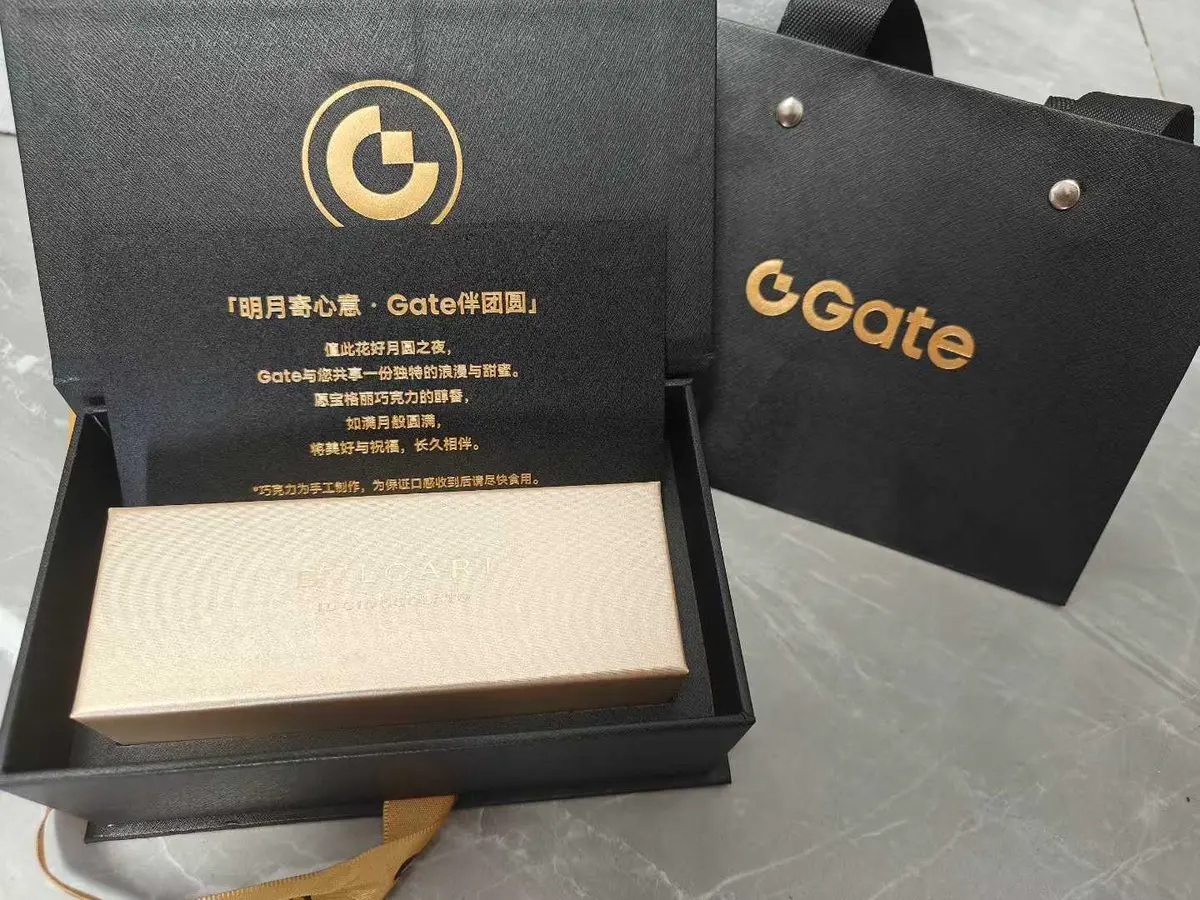 「明月寄心意·Gate伴团圆」
值此花好月圆之夜，
Gate与您共享一份独特的浪漫与甜蜜。
愿宝格丽巧克力的醇香，
如满月般圆满，
将美好与祝福，长久相伴。
*巧克力为手工制作，为保证口感收到后请尽快食用。
BVLGARI
IL CIOCCOLATO
Gate